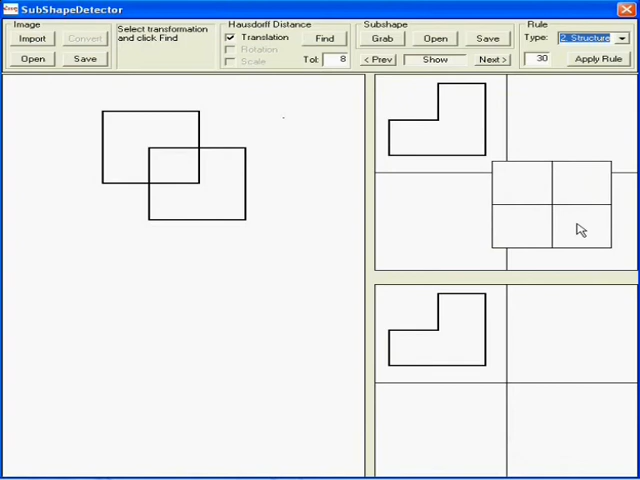 SubShapeDetector
Image
Import
Convert
Open
Save
Select transformation
and click Find
Hausdorff Distance
Translation
Find
Rotation
Scale
Tol:
8
Subshape
Grab
Open
Save
< Prev
Show
Next >
Rule
Type:
2. Structure
30
Apply Rule